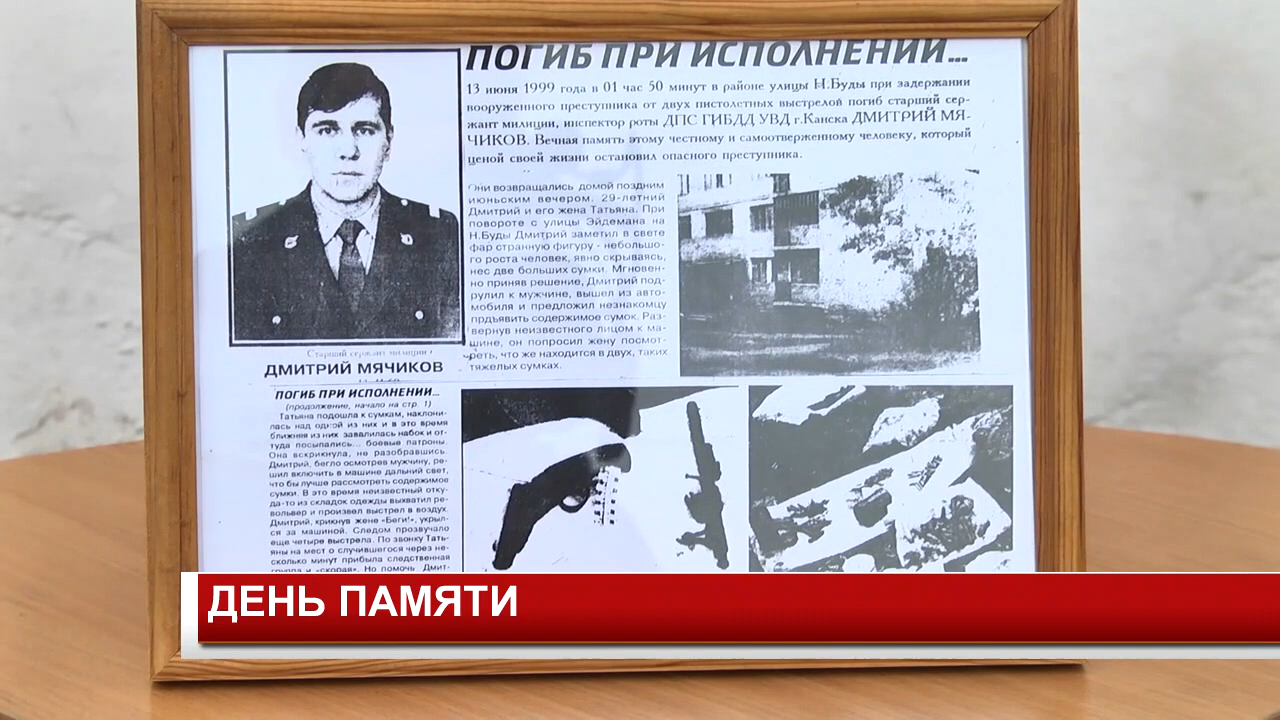 ПОГИБ ПРИ ИСПОЛНЕНИИ...
13 июня 1999 года в 01 час 50 минут в районе улицы Н.Буды при задержании
вооруженного преступника от двух пистолетных выстрелой погиб старший сер-
жант милиции, инспектор роты ДПС ГИБДД УВД г.Канска ДМИТРИЙ МЯ-
ЧИКОВ. Вечная память этому честному и самоотверженному человеку, который
ценой своей жизни остановил опасного преступника.
Они возвращались домой поздним
июньским вечером. 29-летний
Дмитрий и его жена Татьяна. При
повороте с улицы Эйдемана на
Н.Буды Дмитрий заметил в свете
фар странную фигуру - небольшо-
го роста человек, явно скрываясь,
нес две больших сумки. Мгновен-
но приняв решение, Дмитрий под-
рулил к мужчине, вышел из авто-
мобиля и предложил незнакомцу
прдъявить содержимое сумок. Раз-
вернув неизвестного лицом к ма-
шине, он попросил жену посмот-
реть, что же находится в двух, таких
тяжелых сумках.
Старший сержант милиции
ДМИТРИЙ МЯЧИКОВ
ПОГИБ ПРИ ИСПОЛНЕНИИ...
(продолжение, начало на стр. 1)
Татьяна подошла к сумкам, наклони-
лась над одной из них и в это время
ближняя из них завалилась набок и от-
туда посыпались... боевые патроны.
Она вскрикнула, не разобравшись.
Дмитрий, бегло осмотрев мужчину, ре-
шил включить в машине дальний свет,
что бы лучше рассмотреть содержимое
сумки. В это время неизвестный отку-
да-то из складок одежды выхватил ре-
вольвер и произвел выстрел в воздух.
Дмитрий, крикнув жене «Беги!», укрыл-
ся за машиной. Следом прозвучало
еще четыре выстрела. По звонку Тать-
яны на мест о случившегося через не-
сколько минут прибыла следственная
группа и «скорая». Но помочь Дмит-
ДЕНЬ ПАМЯТИ